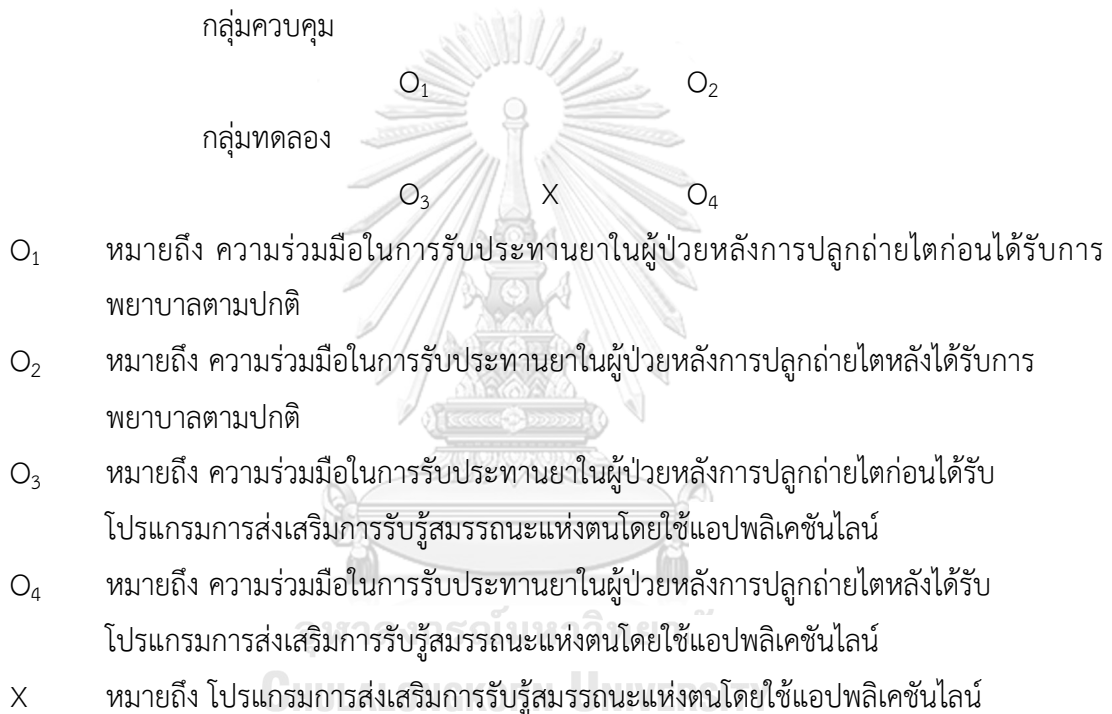 กลุ่มควบคุม
O₁ O₂
กลุ่มทดลอง
O₃ X O₄
O₁ หมายถึง ความร่วมมือในการรับประทานยาในผู้ป่วยหลังการปลูกถ่ายไตก่อนได้รับการ
พยาบาลตามปกติ
O₂ หมายถึง ความร่วมมือในการรับประทานยาในผู้ป่วยหลังการปลูกถ่ายไตหลังได้รับการ
พยาบาลตามปกติ
O₃ หมายถึง ความร่วมมือในการรับประทานยาในผู้ป่วยหลังการปลูกถ่ายไตก่อนได้รับ
โปรแกรมการส่งเสริมการรับรู้สมรรถนะแห่งตนโดยใช้แอปพลิเคชันไลน์
O₄ หมายถึง ความร่วมมือในการรับประทานยาในผู้ป่วยหลังการปลูกถ่ายไตหลังได้รับ
โปรแกรมการส่งเสริมการรับรู้สมรรถนะแห่งตนโดยใช้แอปพลิเคชันไลน์
จุฬาลงกรณ์มหาวิทยาลัย
X หมายถึง โปรแกรมการส่งเสริมการรับรู้สมรรถนะแห่งตนโดยใช้แอปพลิเคชันไลน์
CHULALONGKORN UNIVERSITY